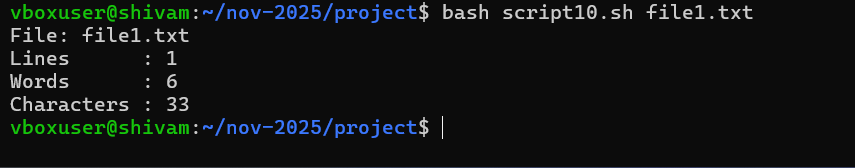 vboxuser@shivam:~/nov-2025/project$ bash script10.sh file1.txt
File: file1.txt
Lines      : 1
Words      : 6
Characters : 33
vboxuser@shivam:~/nov-2025/project$